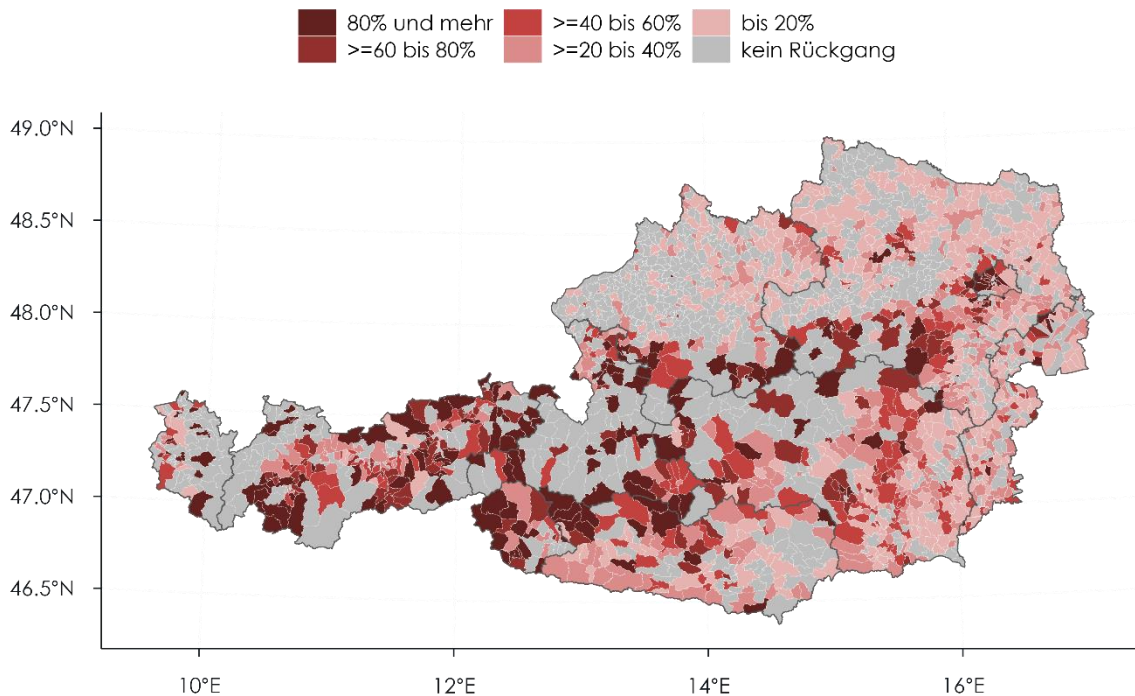 80% und mehr >=40 bis 60% bis 20%
>=60 bis 80% >=20 bis 40% kein Rückgang
49.0°N
48.5°N
48.0°N
47.5°N
47.0°N
46.5°N
10°E 12°E 14°E 16°E